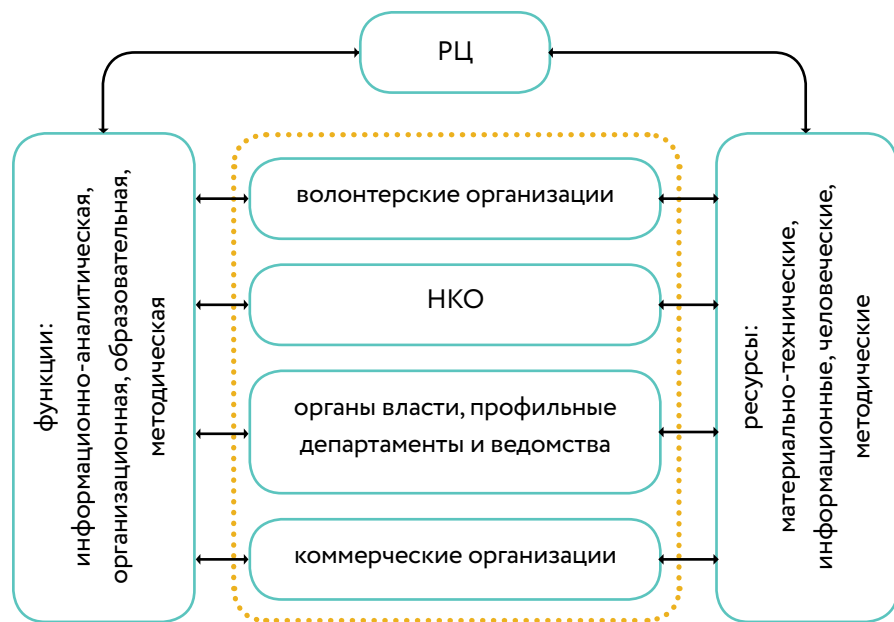 РЦ
функции:
информационно-аналитическая,
организационная, образовательная,
методическая
волонтерские организации
НКО
органы власти, профильные
департаменты и ведомства
коммерческие организации
ресурсы:
материально-технические,
информационные, человеческие,
методические